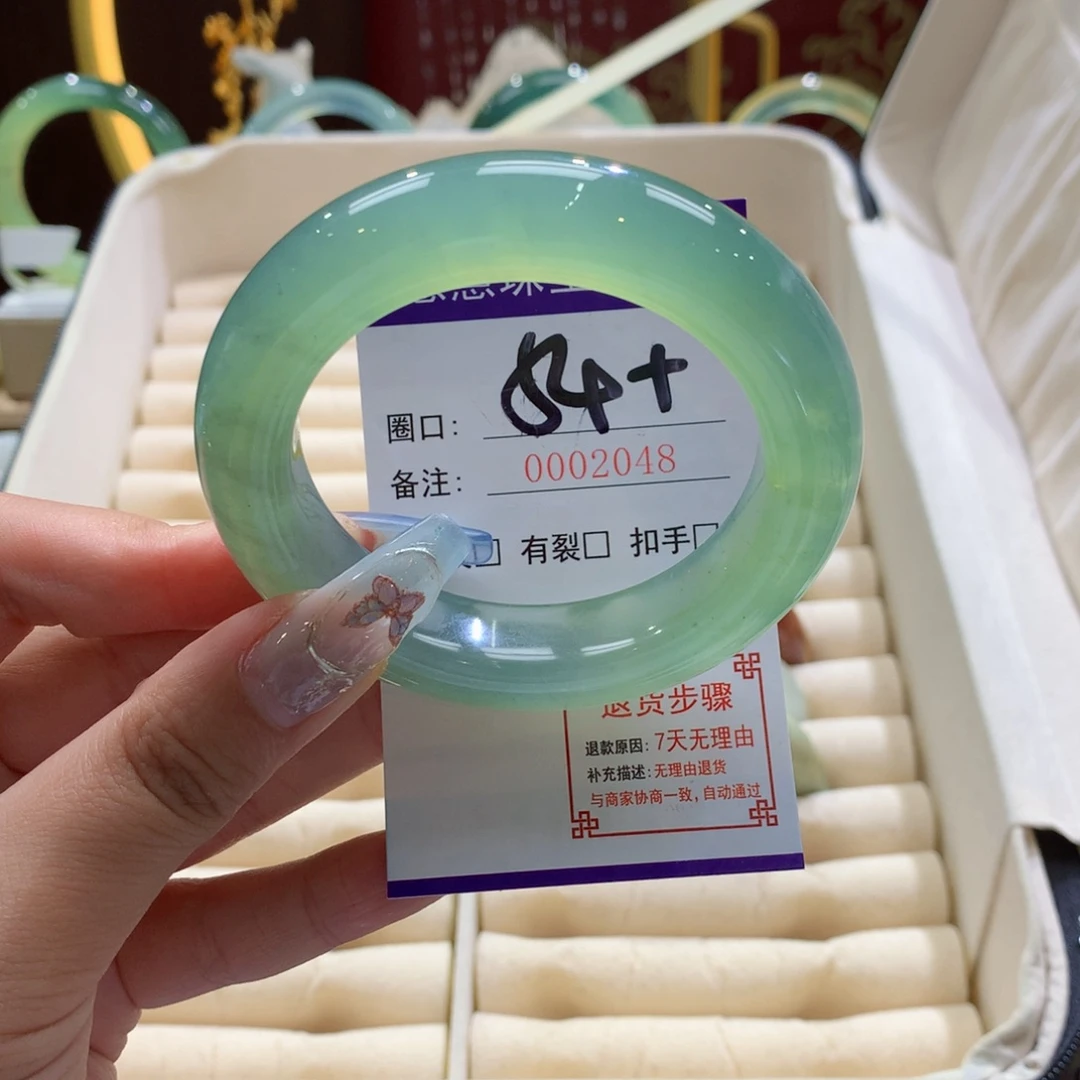 圈口： 54+
备注： 0002048
有裂□ 扣手□
退货步骤
退款原因：7天无理由
补充描述：无理由退货
与商家协商一致，自动通过